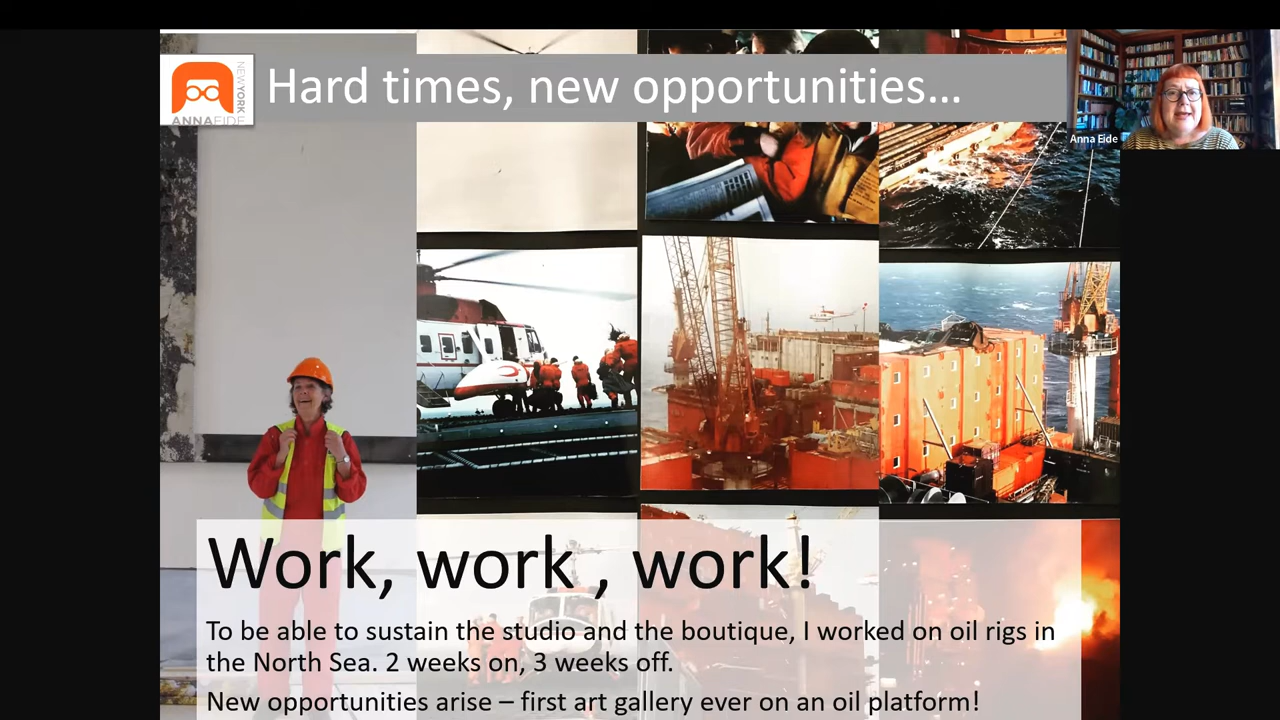 NEW YORK
ANNAEIDE
Hard times, new opportunities…
Anna Eide
Work, work , work!
To be able to sustain the studio and the boutique, I worked on oil rigs in
the North Sea. 2 weeks on, 3 weeks off.
New opportunities arise – first art gallery ever on an oil platform!